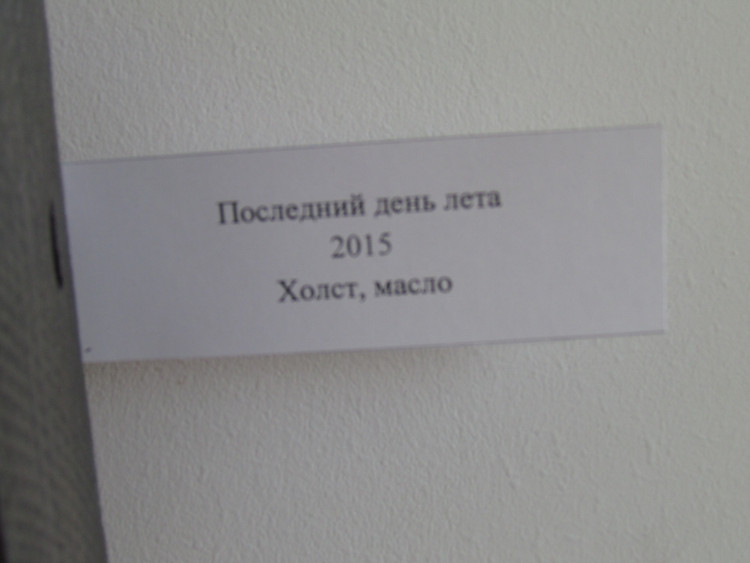 Последний день лета
2015
Холст, масло